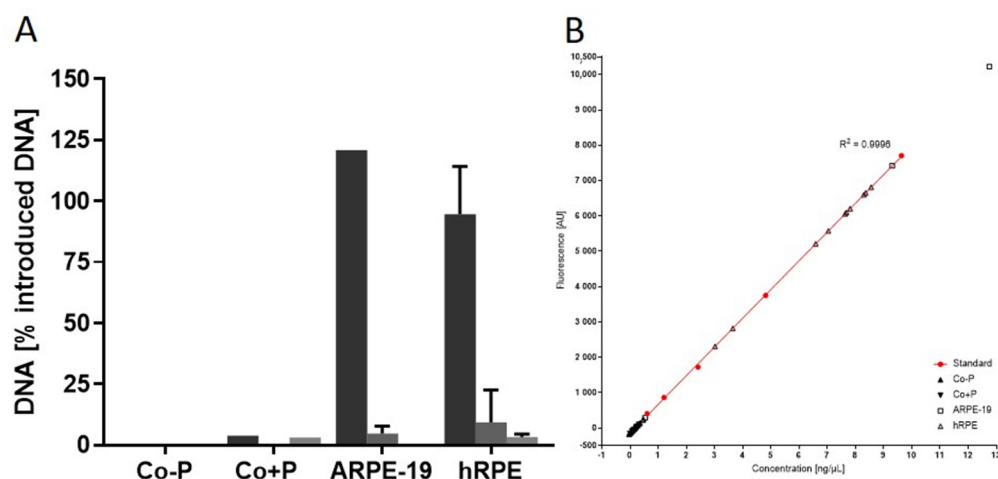 A
DNA [% introduced DNA]
150
125
100
75
50
25
0
Co-P Co+P ARPE-19 hRPE
B
Fluorescence [AU]
10,500
10,000
9 000
8 000
7 000
6 000
5 000
4 000
3 000
2 000
1 000
0
-500
R² = 0.9996
Standard
Co-P
Co+P
ARPE-19
hRPE
-1 0 1 2 3 4 5 6 7 8 9 10 11 12 13
Concentration [ng/µL]